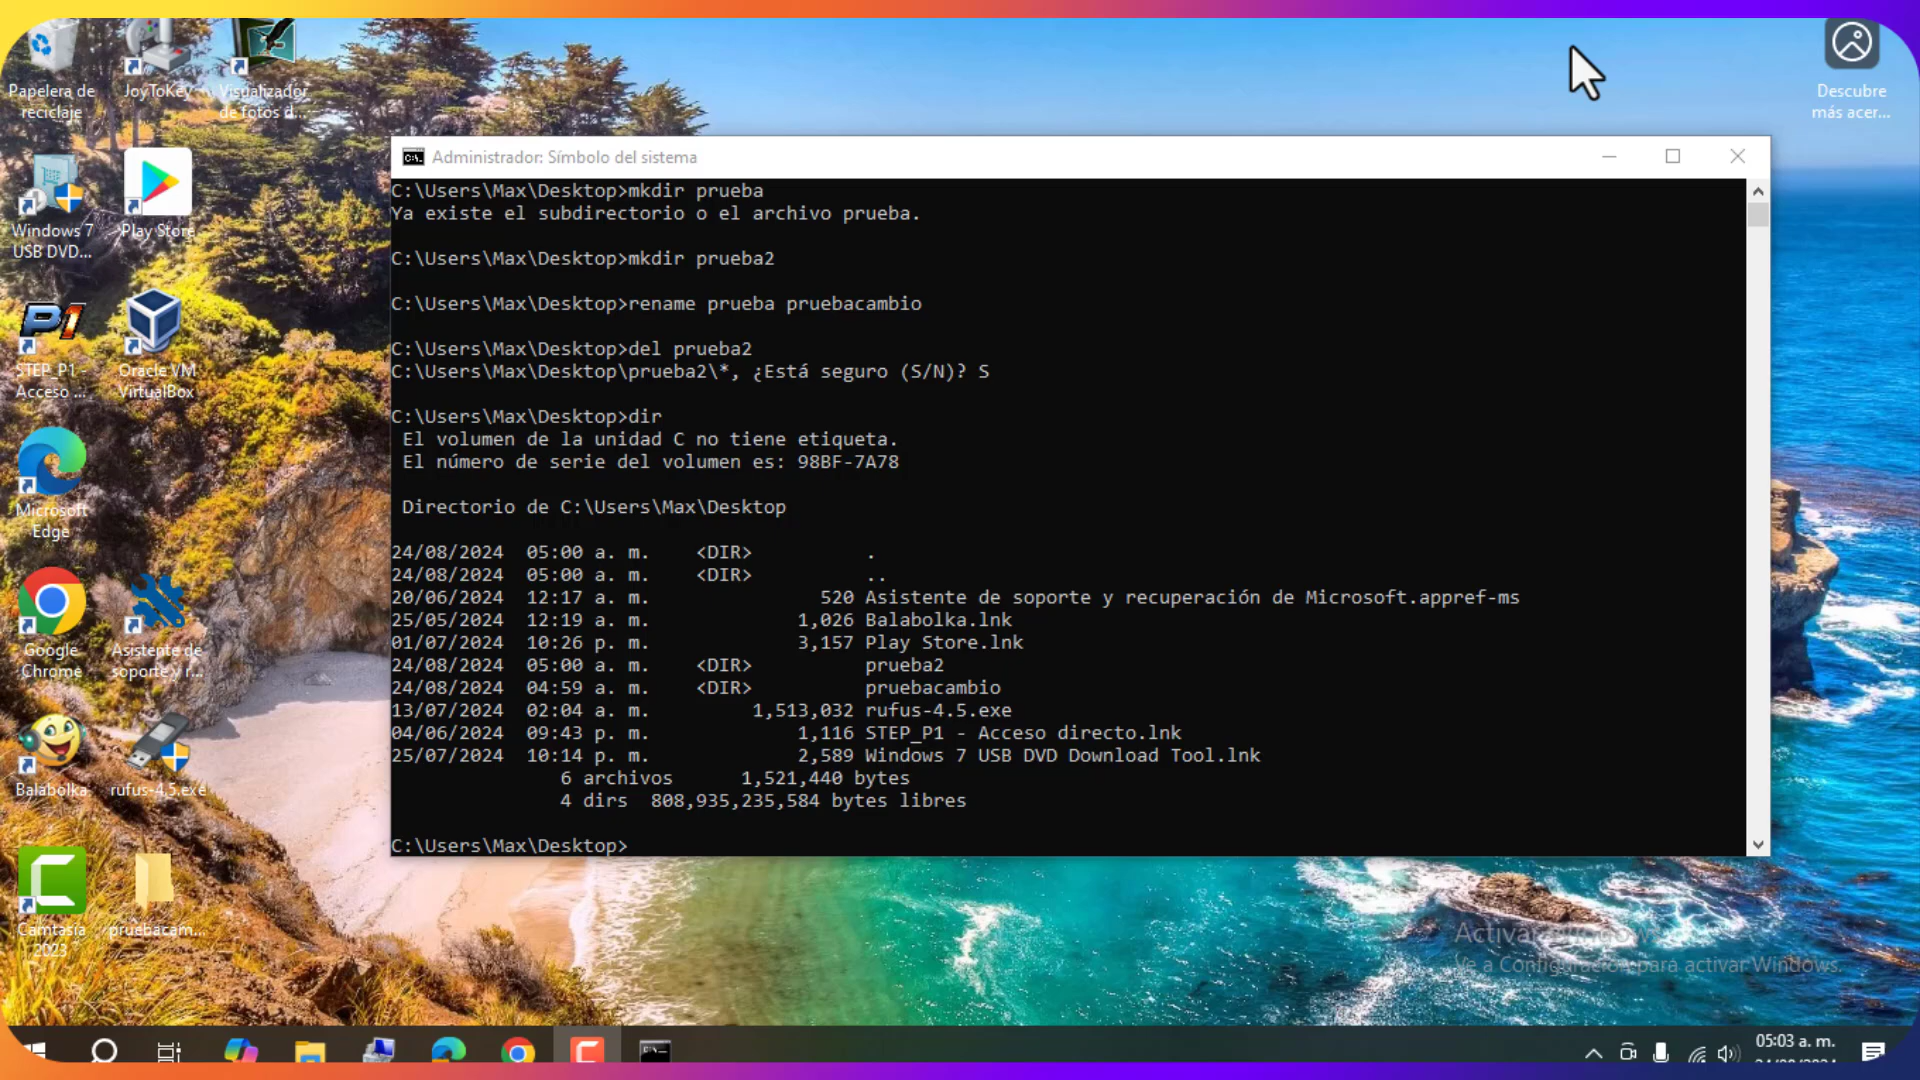 Papelera de
reciclaje
JoyToKey
Visualizador
de fotos d...
Descubre
más acer...
Windows 7
USB DVD...
Play Store
STEP_P1 -
Acceso ...
Oracle VM
VirtualBox
Microsoft
Edge
Google
Chrome
Asistente de
soporte y r...
Balabolka
rufus-4.5.exe
Camtasia
2023
pruebacam...
Administrador: Símbolo del sistema
C:\Users\Max\Desktop>mkdir prueba
Ya existe el subdirectorio o el archivo prueba.
C:\Users\Max\Desktop>mkdir prueba2
C:\Users\Max\Desktop>rename prueba pruebacambio
C:\Users\Max\Desktop>del prueba2
C:\Users\Max\Desktop\prueba2\*, ¿Está seguro (S/N)? S
C:\Users\Max\Desktop>dir
El volumen de la unidad C no tiene etiqueta.
El número de serie del volumen es: 98BF-7A78
Directorio de C:\Users\Max\Desktop
24/08/2024 05:00 a. m. <DIR> .
24/08/2024 05:00 a. m. <DIR> ..
20/06/2024 12:17 a. m. 520 Asistente de soporte y recuperación de Microsoft.appref-ms
25/05/2024 12:19 a. m. 1,026 Balabolka.lnk
01/07/2024 10:26 p. m. 3,157 Play Store.lnk
24/08/2024 05:00 a. m. <DIR> prueba2
24/08/2024 04:59 a. m. <DIR> pruebacambio
13/07/2024 02:04 a. m. 1,513,032 rufus-4.5.exe
04/06/2024 09:43 p. m. 1,116 STEP_P1 - Acceso directo.lnk
25/07/2024 10:14 p. m. 2,589 Windows 7 USB DVD Download Tool.lnk
6 archivos 1,521,440 bytes
4 dirs 808,935,235,584 bytes libres
C:\Users\Max\Desktop>
Activar Windows
Ve a Configuración para activar Windows.
05:03 a. m.